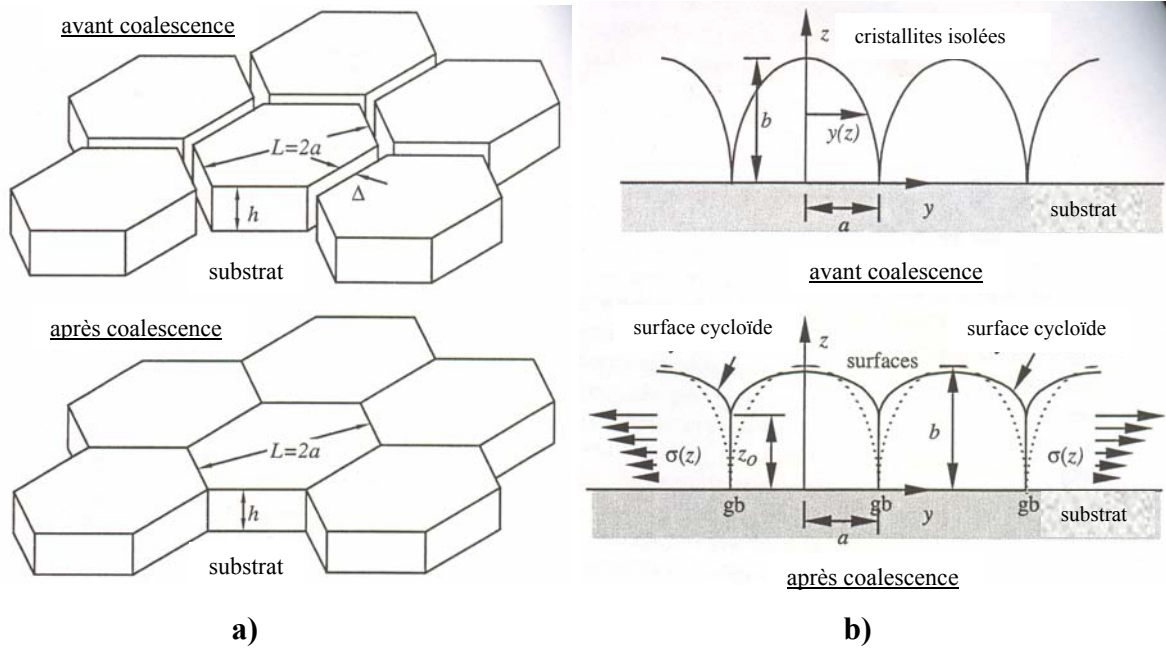 avant coalescence
L=2a
Δ
h
substrat
après coalescence
L=2a
h
substrat
a)
z
cristallites isolées
b
y(z)
y
substrat
a
avant coalescence
surface cycloïde
surface cycloïde
z
surfaces
b
σ(z)
zo
σ(z)
gb
gb
y
gb
substrat
a
après coalescence
b)